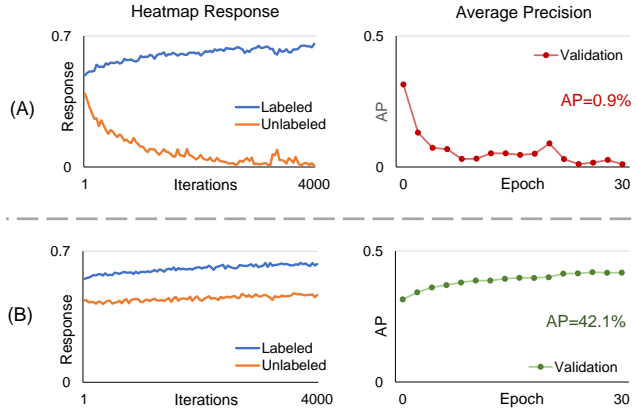 Heatmap Response
Average Precision
(A)
0.7
Response
0
Labeled
Unlabeled
1
Iterations
4000
0.5
AP
0
Validation
AP=0.9%
0
Epoch
30
(B)
0.7
Response
0
Labeled
Unlabeled
1
Iterations
4000
0.5
AP
0
AP=42.1%
Validation
0
Epoch
30